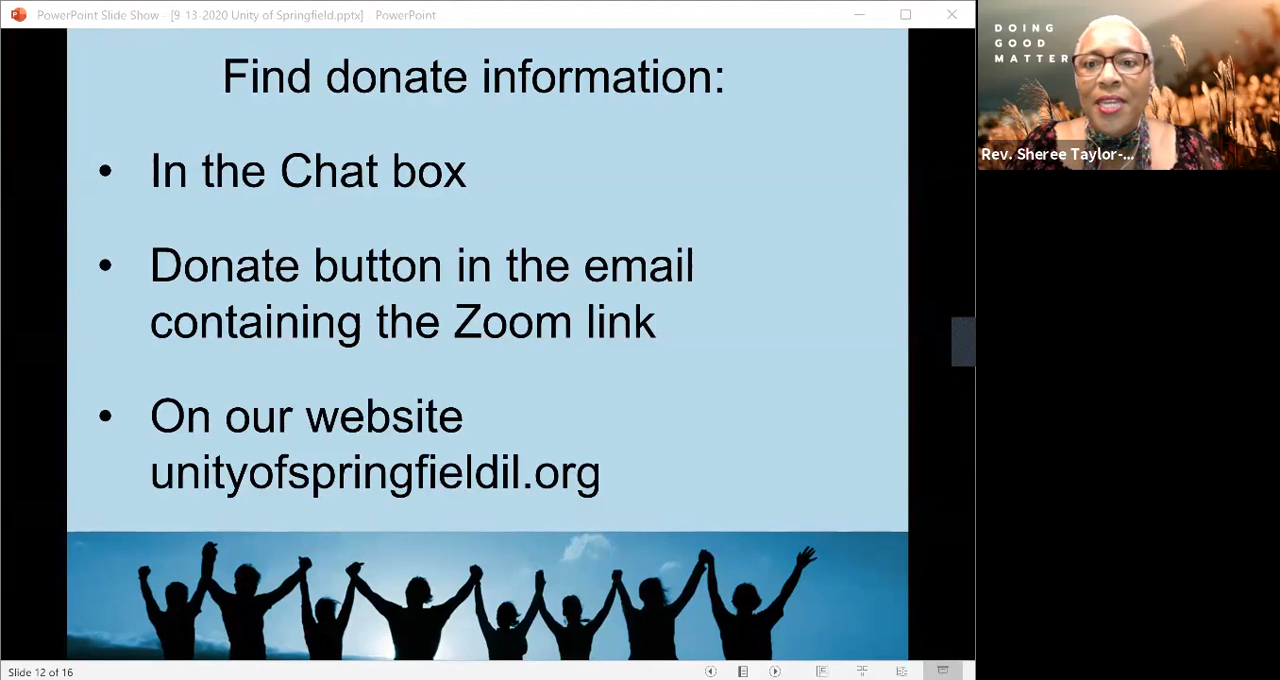 PowerPoint Slide Show - [9-13-2020 Unity of Springfield.pptx] PowerPoint
Find donate information:
• In the Chat box
• Donate button in the email
containing the Zoom link
• On our website
unityofspringfieldil.org
Slide 12 of 16
DOING
GOOD
MATTER
Rev. Sheree Taylor-...